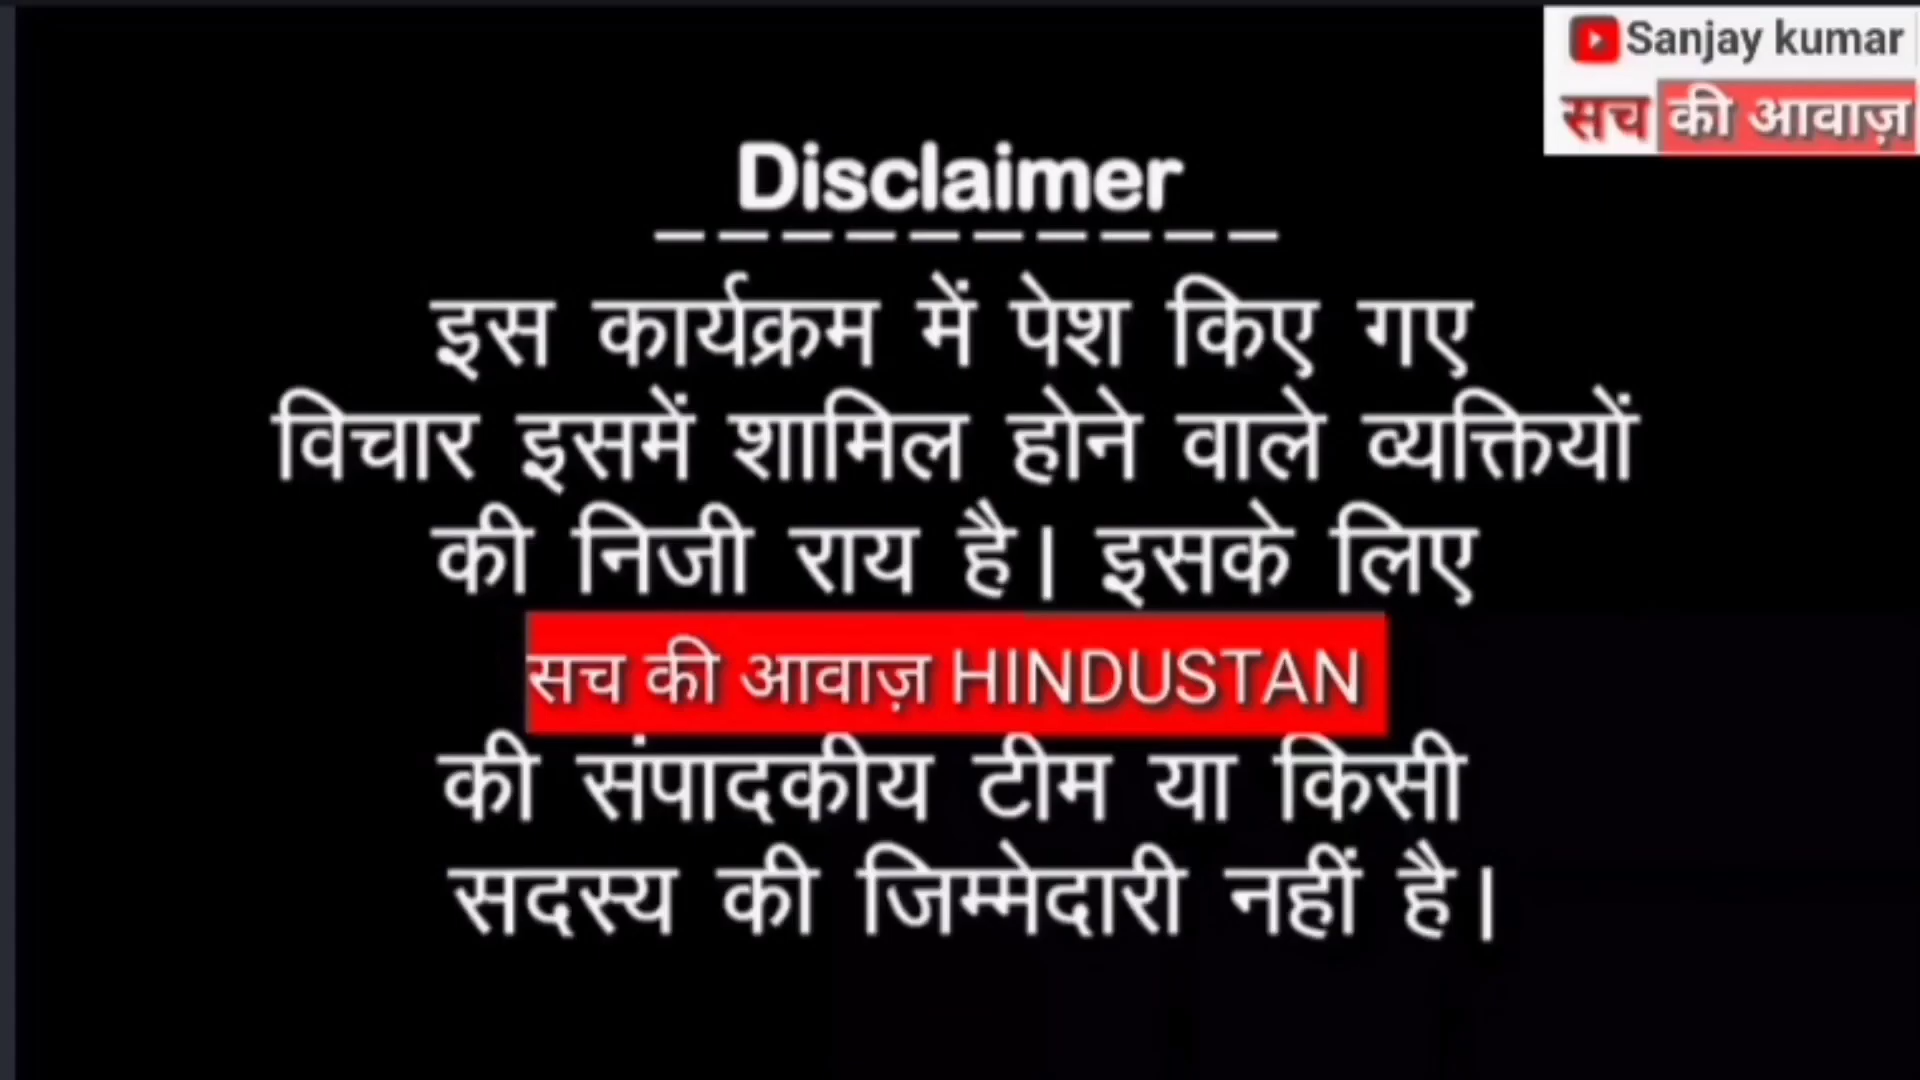 Sanjay kumar
सच की आवाज़
Disclaimer
इस कार्यक्रम में पेश किए गए
विचार इसमें शामिल होने वाले व्यक्तियों
की निजी राय है। इसके लिए
सच की आवाज़ HINDUSTAN
की संपादकीय टीम या किसी
सदस्य की जिम्मेदारी नहीं है।